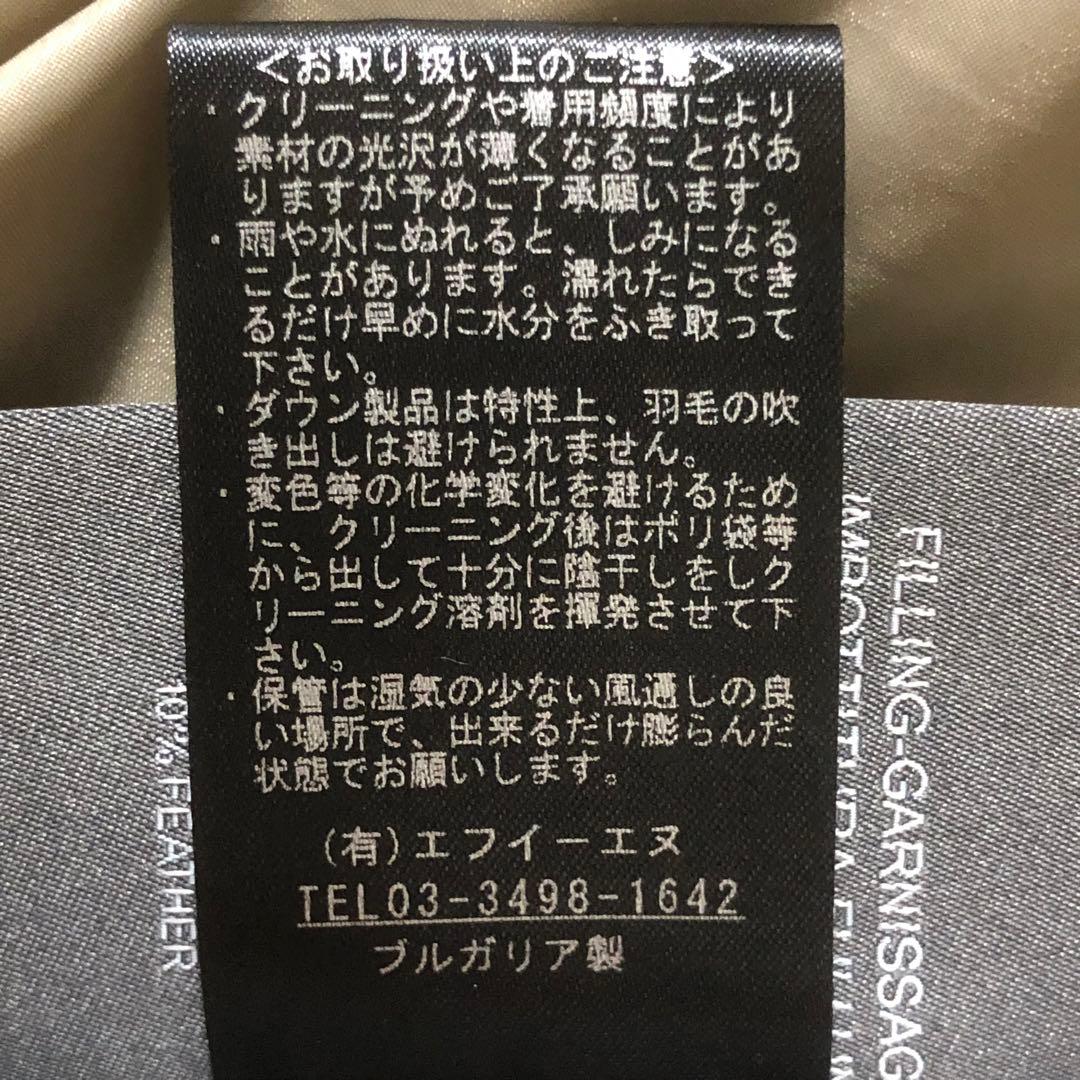 <お取り扱い上のご注意>
・クリーニングや着用頻度により
素材の光沢が薄くなることがあ
りますが予めご了承願います。
・雨や水にぬれると、しみになる
ことがあります。濡れたらでき
るだけ早めに水分をふき取って
下さい。
・ダウン製品は特性上、羽毛の吹
き出しは避けられません。
・変色等の化学変化を避けるため
に、クリーニング後はポリ袋等
から出して十分に陰干しをしク
リーニング溶剤を揮発させて下
さい。
・保管は湿気の少ない風通しの良
い場所で、出来るだけ膨らんだ
状態でお願いします。
(有)エフイーエヌ
TEL03-3498-1642
ブルガリア製
FILLING-GARNISSAG
10% FEATHER